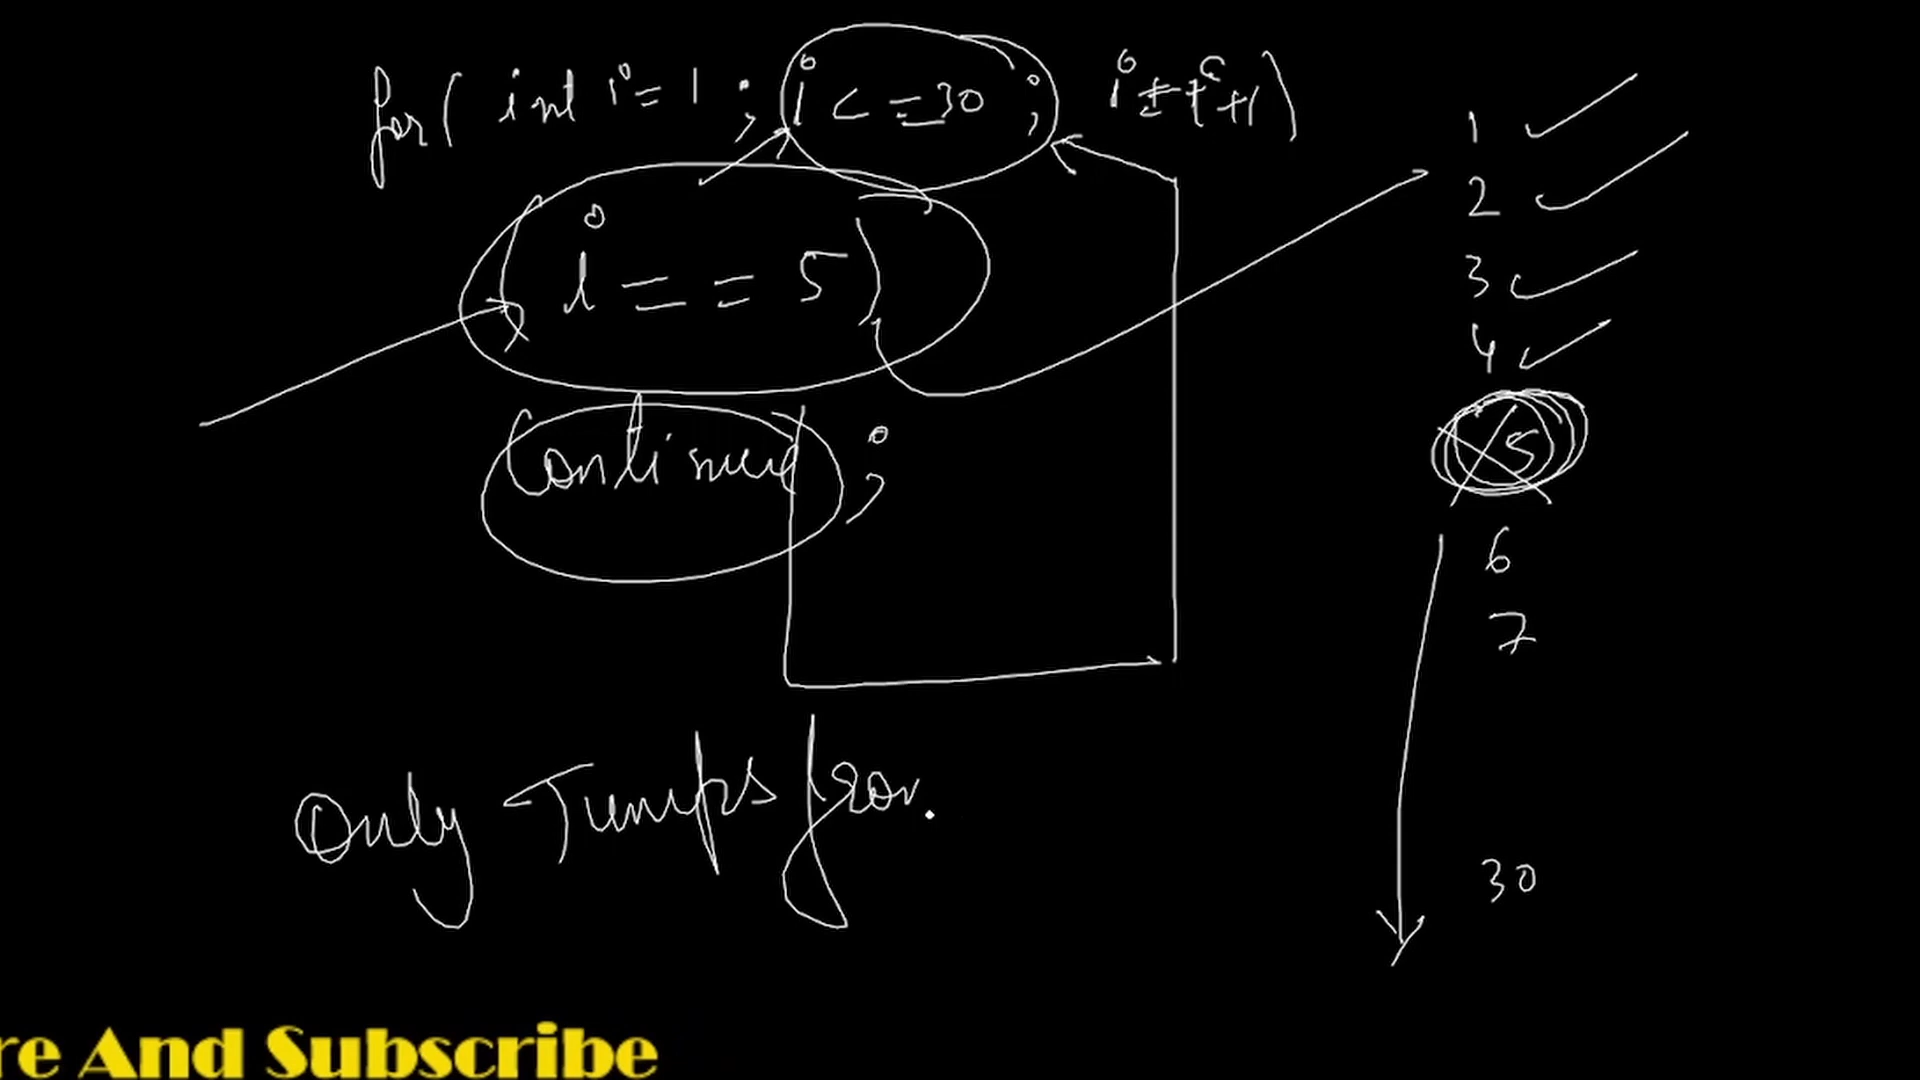 for( int i=1 ; i <=30 ; i=i+1)
( i == 5)
Continue ;
1
2
3
4
5
6
7
30
Only Jumps from
re And Subscribe